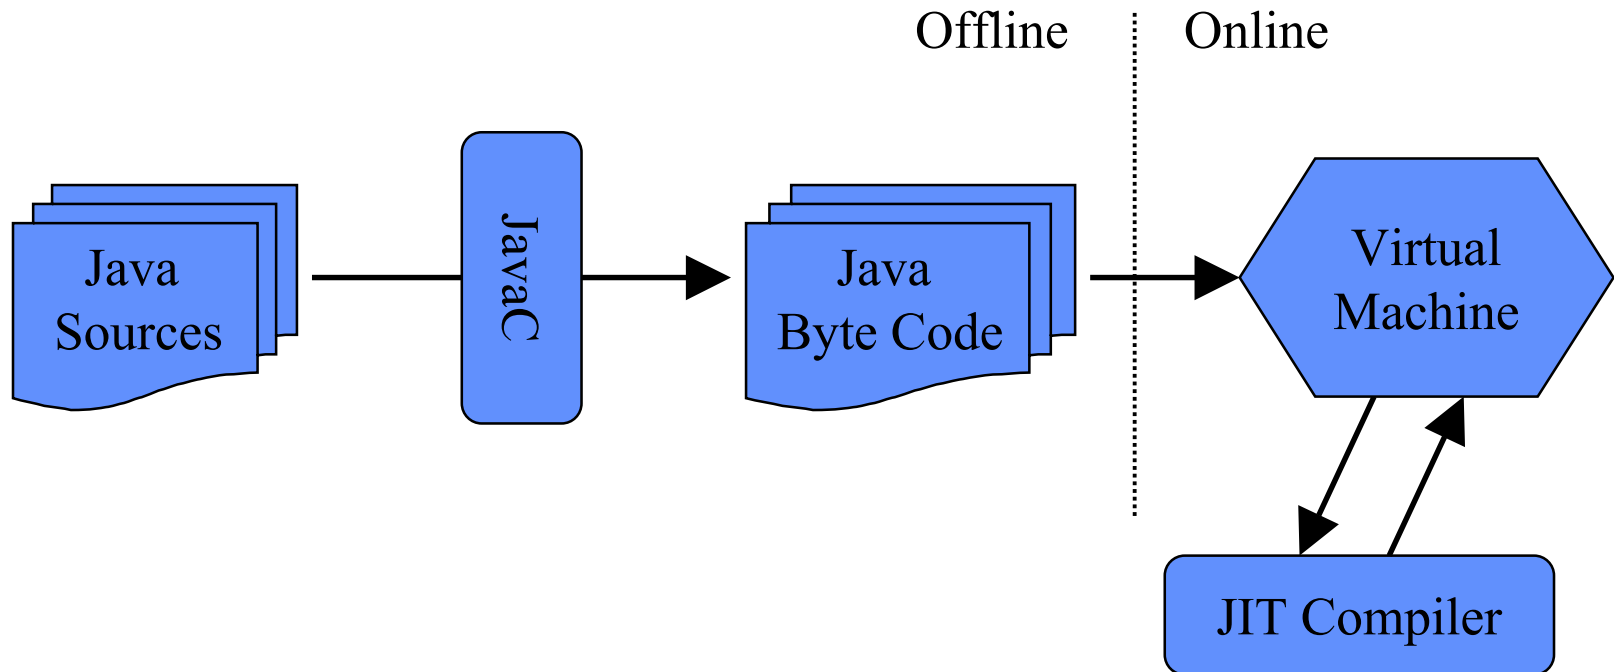 Offline
Online
Java
Sources
JavaC
Java
Byte Code
Virtual
Machine
JIT Compiler